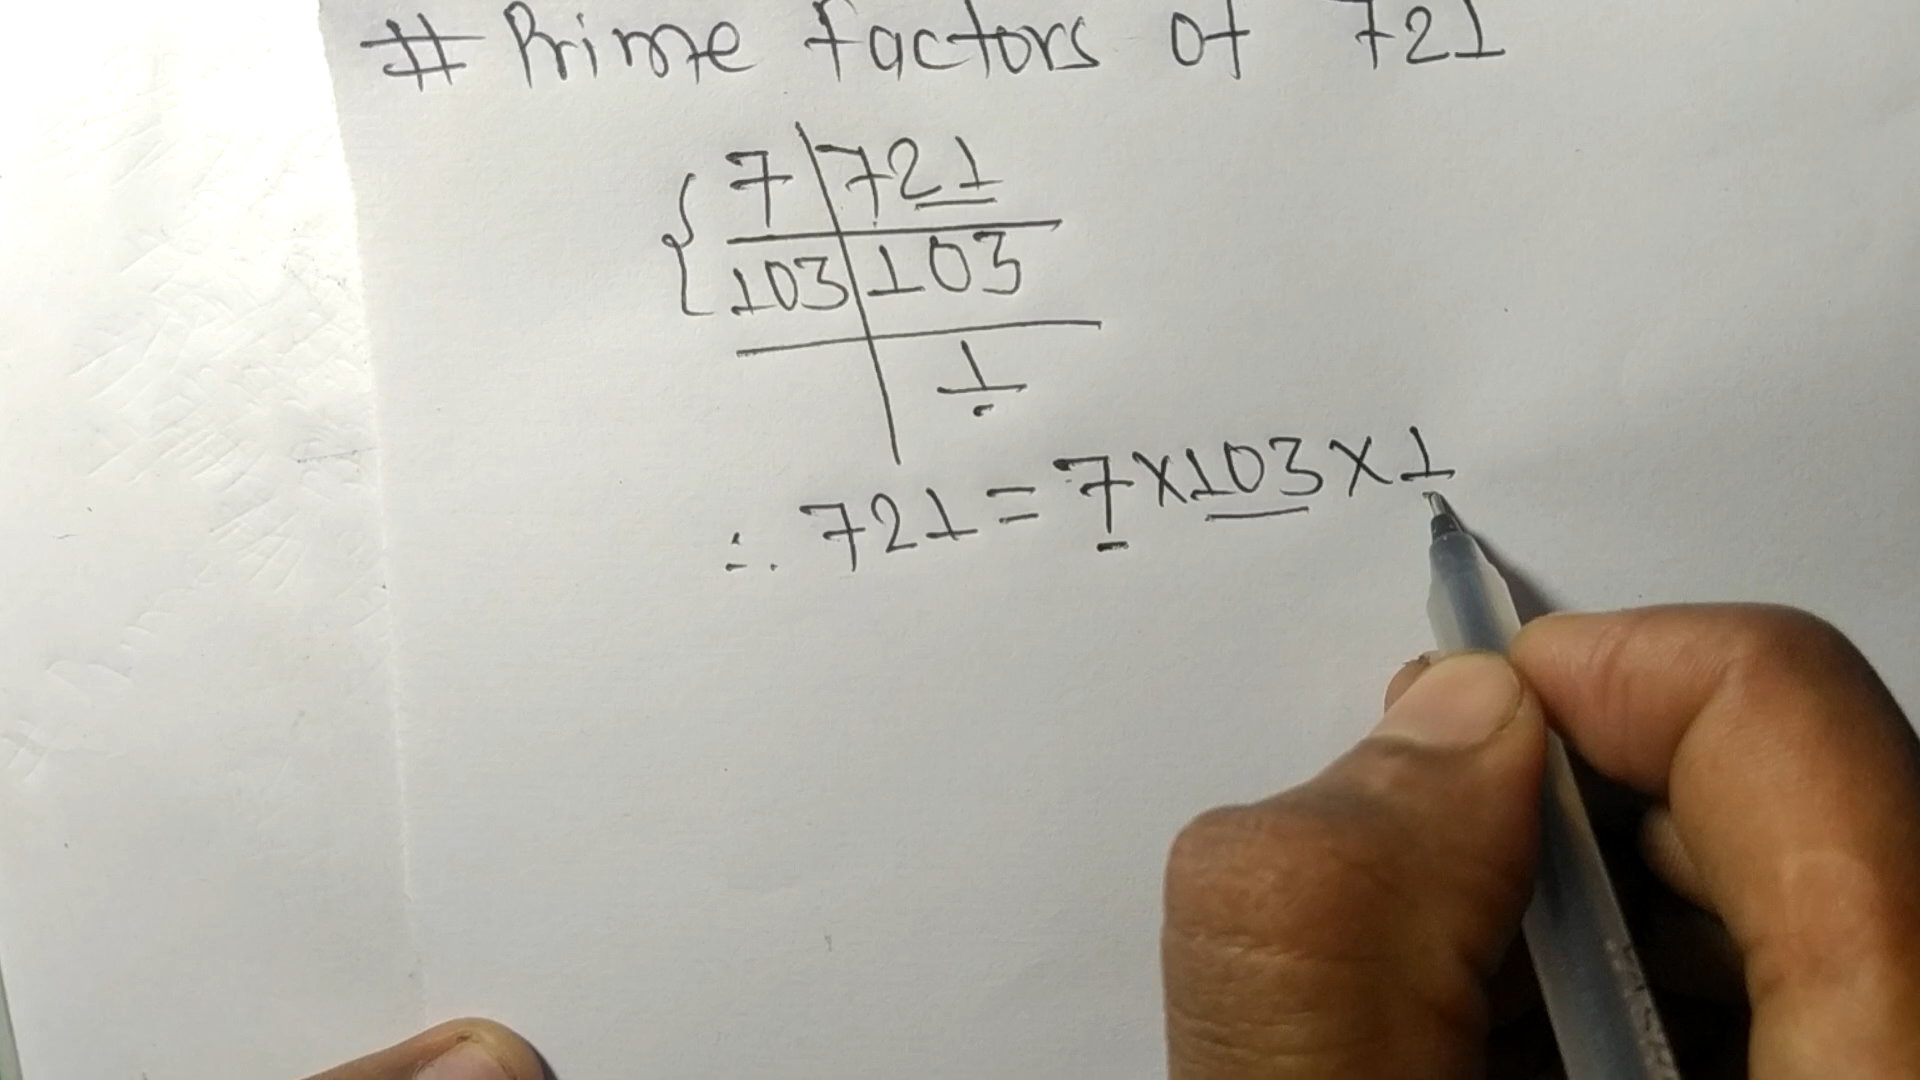 # Prime factors of 721
7 721
103 103
1
∴ 721 = 7×103×1